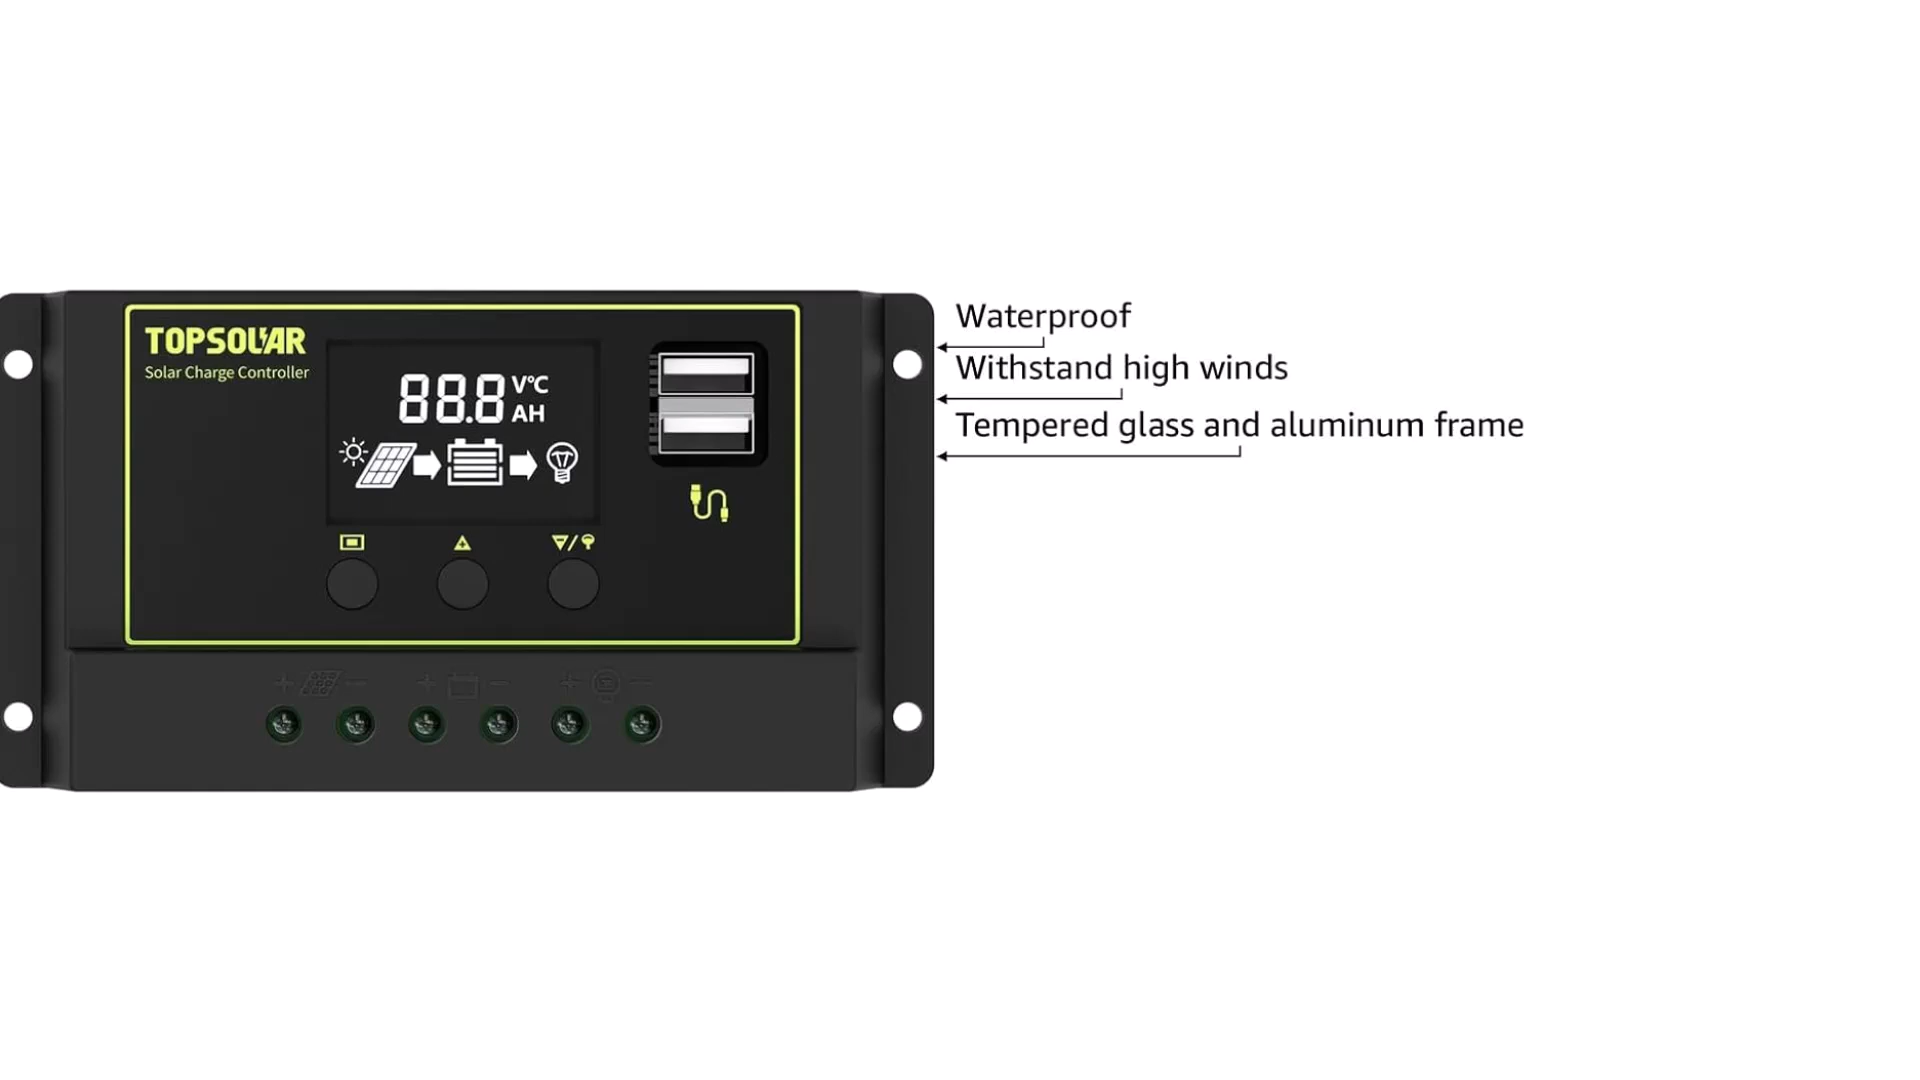 TOPSOLAR
Solar Charge Controller
88.8 V°C
AH
Waterproof
Withstand high winds
Tempered glass and aluminum frame